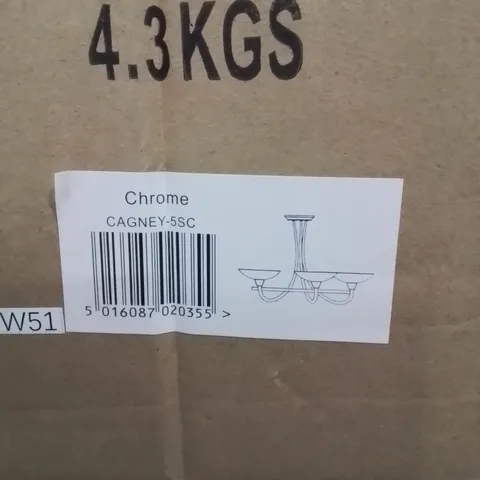 4.3KGS
Chrome
CAGNEY-5SC
5 016087 020355 >
W51